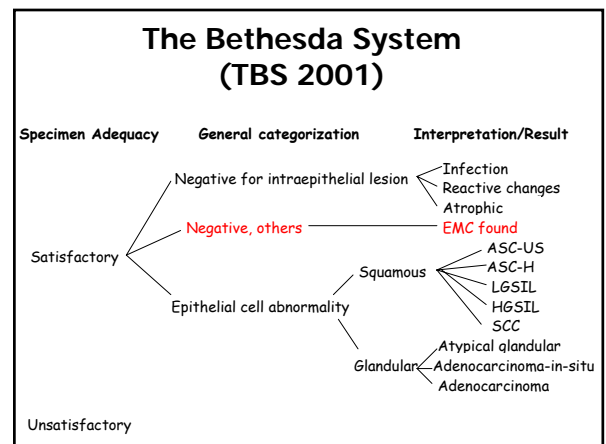 The Bethesda System
(TBS 2001)
Specimen Adequacy General categorization Interpretation/Result
Infection
Negative for intraepithelial lesion
Reactive changes
Atrophic
Negative, others EMC found
ASC-US
Satisfactory
Squamous
ASC-H
LGSIL
Epithelial cell abnormality
HGSIL
SCC
Atypical glandular
Glandular
Adenocarcinoma-in-situ
Adenocarcinoma
Unsatisfactory